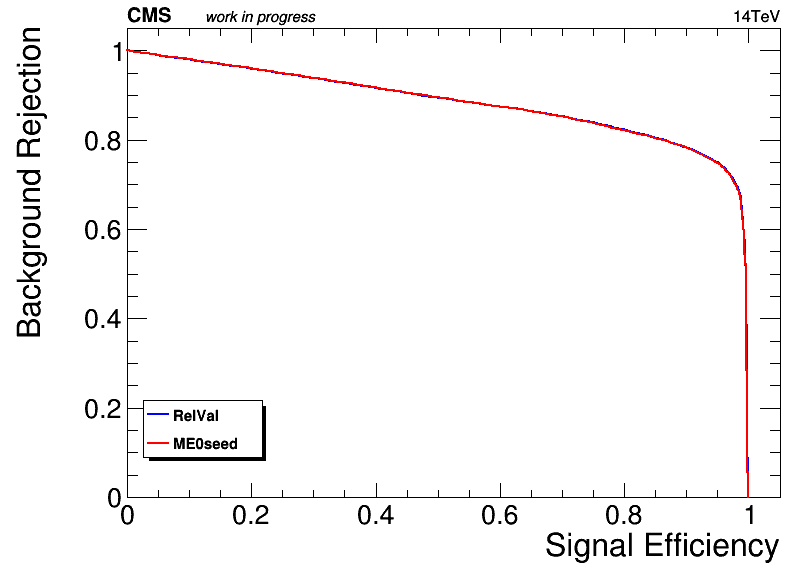 CMS work in progress 14TeV
Background Rejection
1
0.8
0.6
0.4
0.2
0
RelVal
ME0seed
0 0.2 0.4 0.6 0.8 1
Signal Efficiency